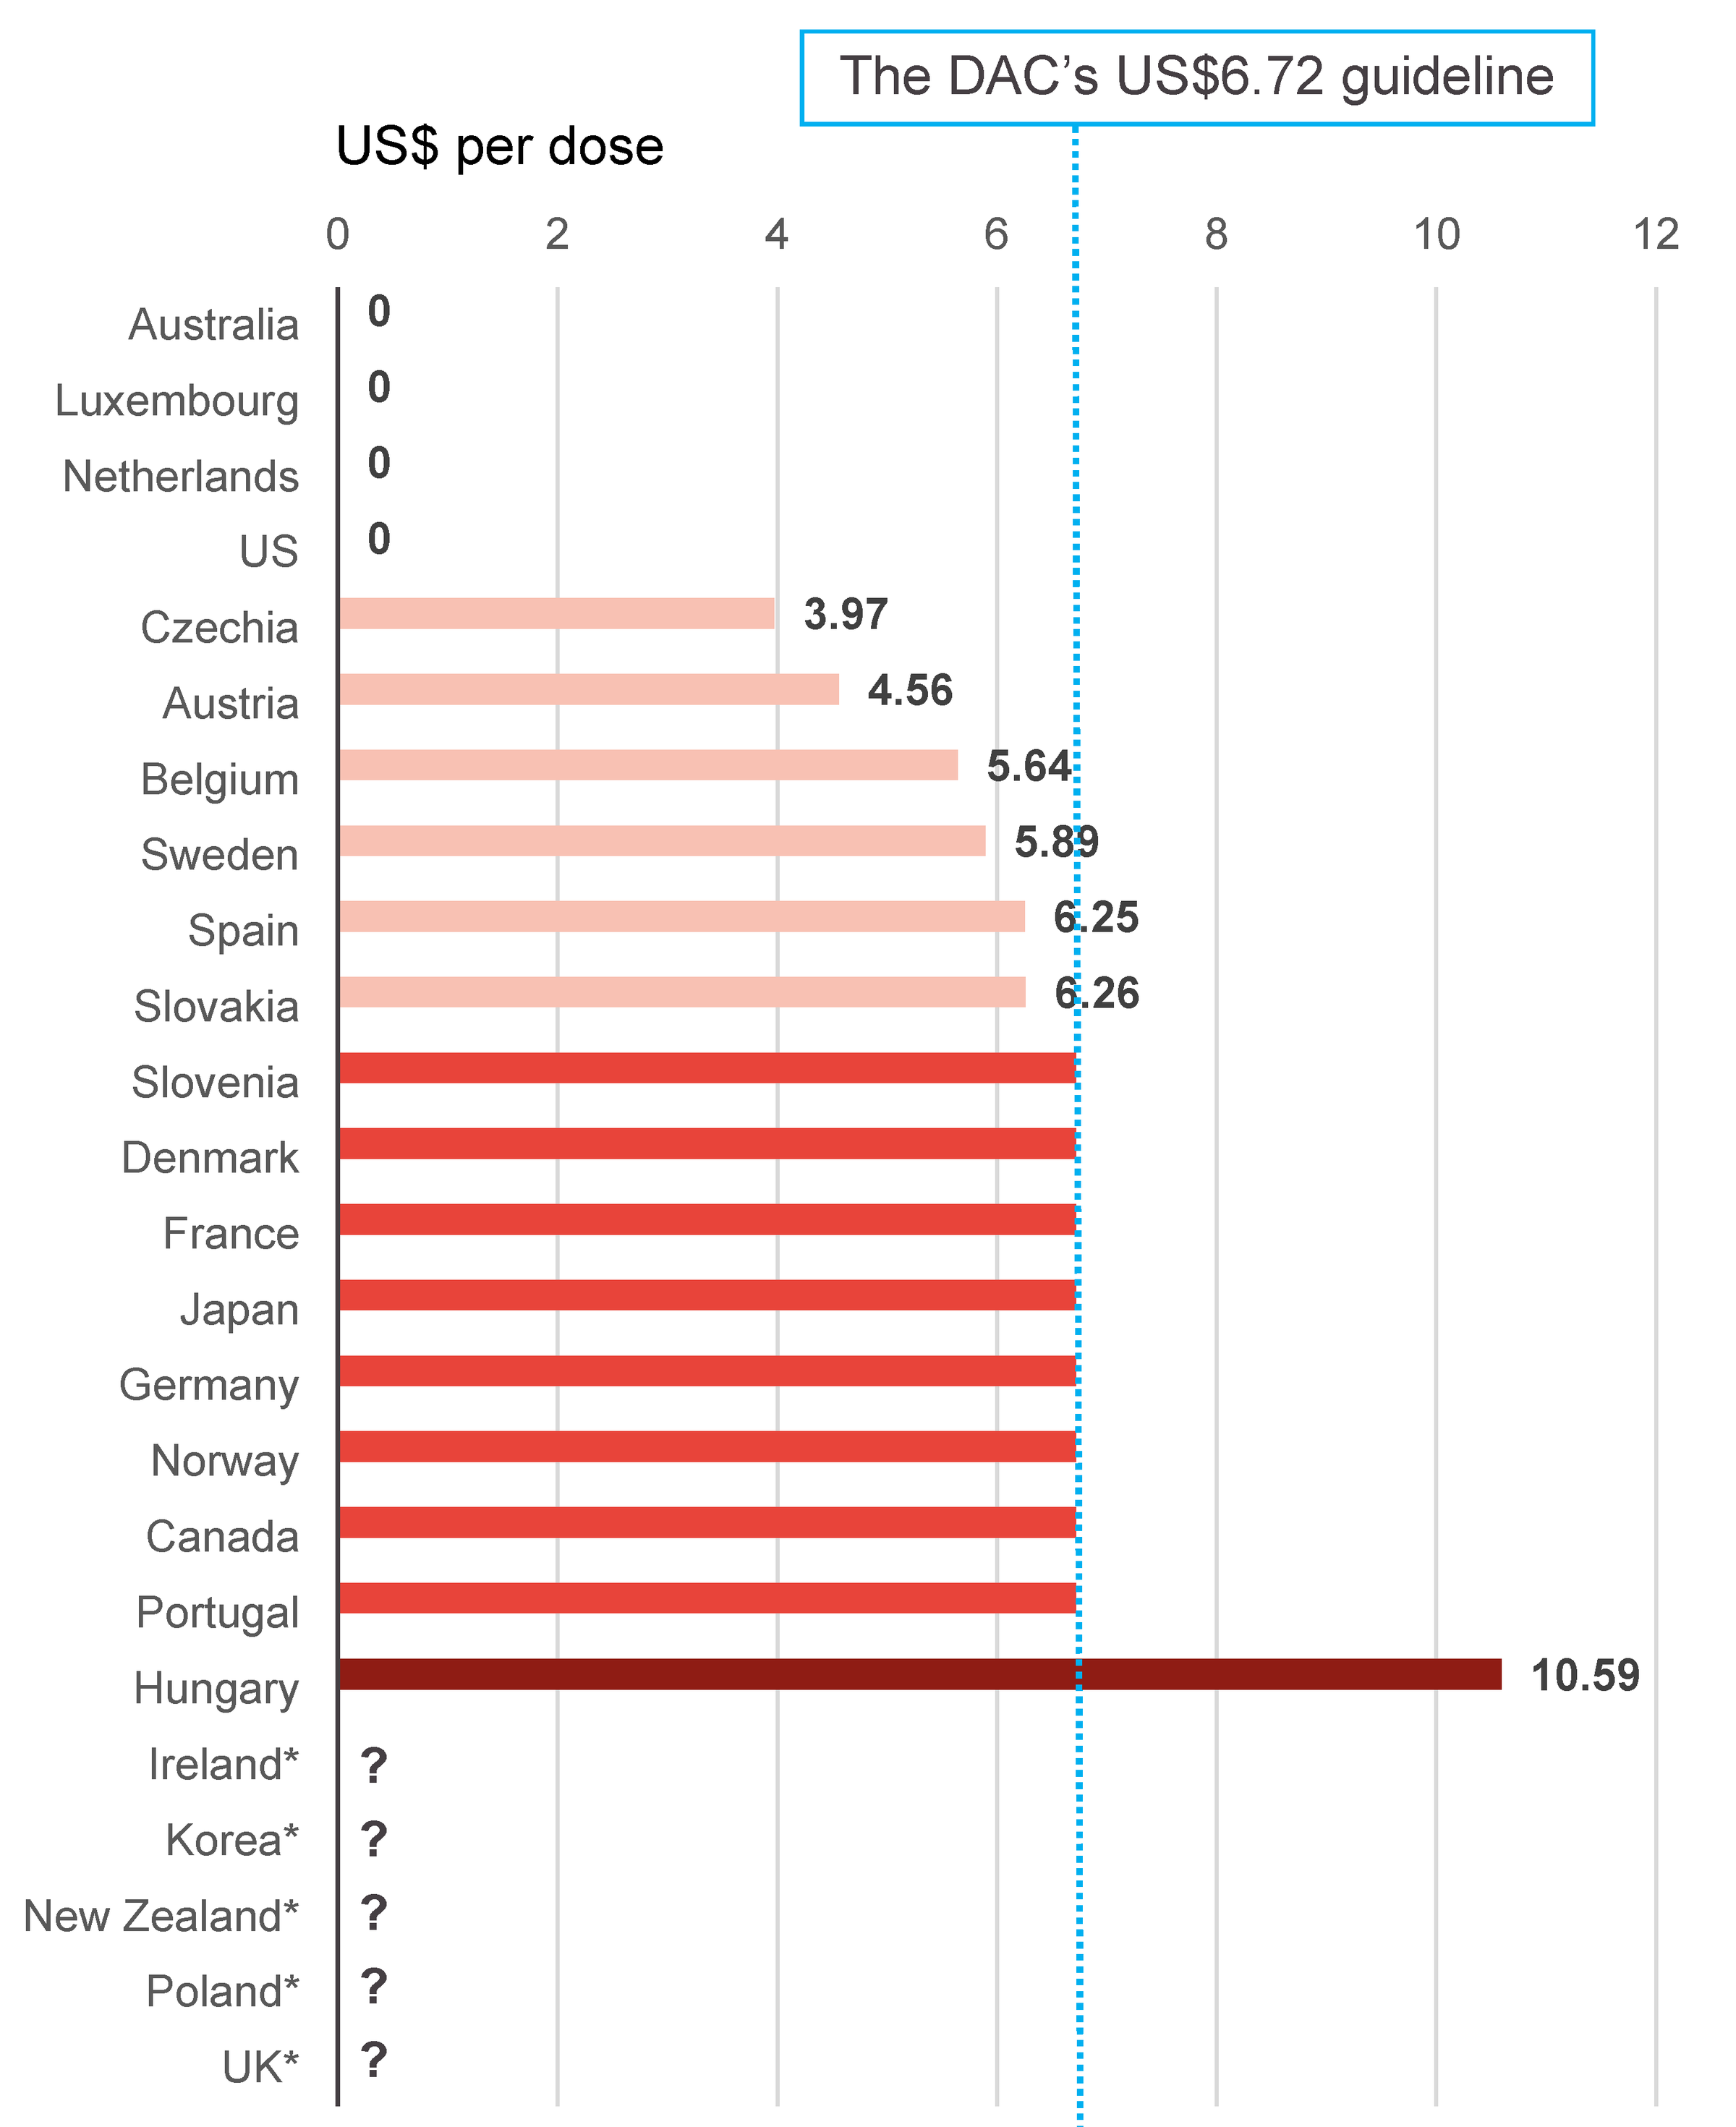 The DAC’s US$6.72 guideline
US$ per dose
0 2 4 6 8 10 12
Australia 0
Luxembourg 0
Netherlands 0
US 0
Czechia 3.97
Austria 4.56
Belgium 5.64
Sweden 5.89
Spain 6.25
Slovakia 6.26
Slovenia
Denmark
France
Japan
Germany
Norway
Canada
Portugal
Hungary 10.59
Ireland* ?
Korea* ?
New Zealand* ?
Poland* ?
UK* ?